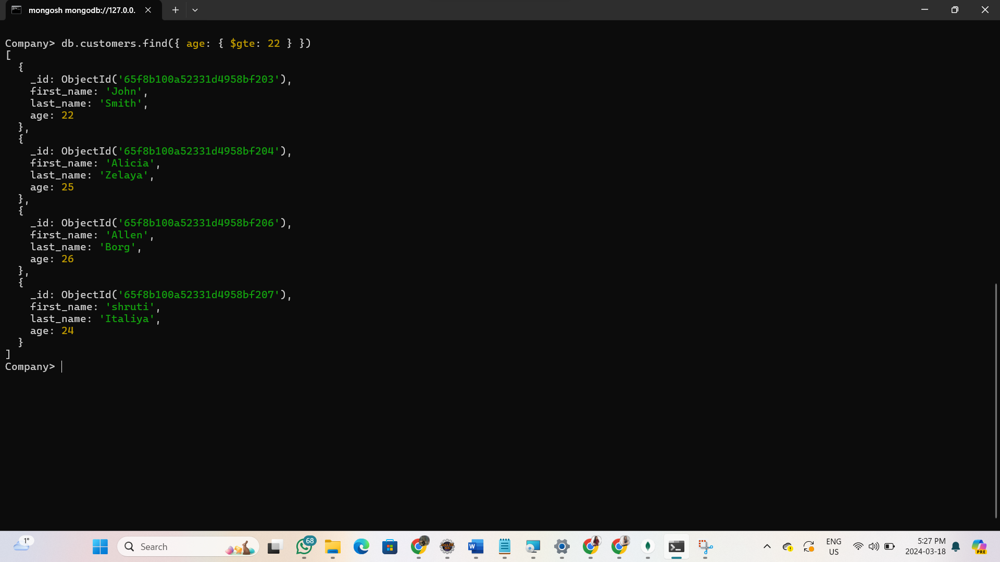 mongosh mongodb://127.0.0.
Company> db.customers.find({ age: { $gte: 22 } })
[
  {
    _id: ObjectId('65f8b100a52331d4958bf203'),
    first_name: 'John',
    last_name: 'Smith',
    age: 22
  },
  {
    _id: ObjectId('65f8b100a52331d4958bf204'),
    first_name: 'Alicia',
    last_name: 'Zelaya',
    age: 25
  },
  {
    _id: ObjectId('65f8b100a52331d4958bf206'),
    first_name: 'Allen',
    last_name: 'Borg',
    age: 26
  },
  {
    _id: ObjectId('65f8b100a52331d4958bf207'),
    first_name: 'shruti',
    last_name: 'Italiya',
    age: 24
  }
]
Company>
1°
Search
68
W
PRE
ENG
US
5:27 PM
2024-03-18